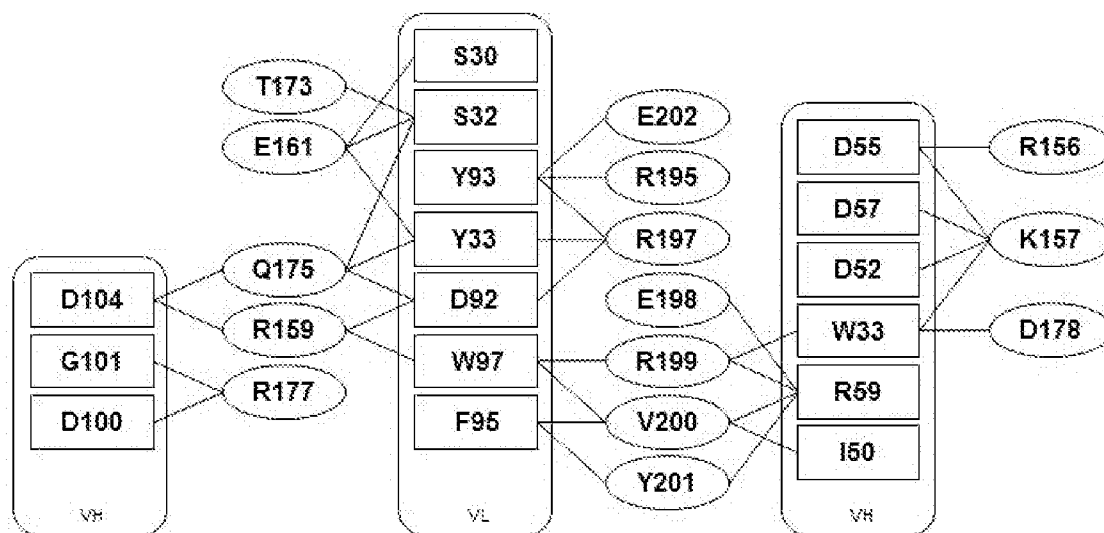 S30
T173
S32
E202
E161
D55
R156
Y93
R195
D57
Y33
R197
K157
Q175
D52
D104
D92
E198
R159
W33
D178
G101
W97
R199
R177
R59
D100
F95
V200
I50
Y201
VH
VL
VH